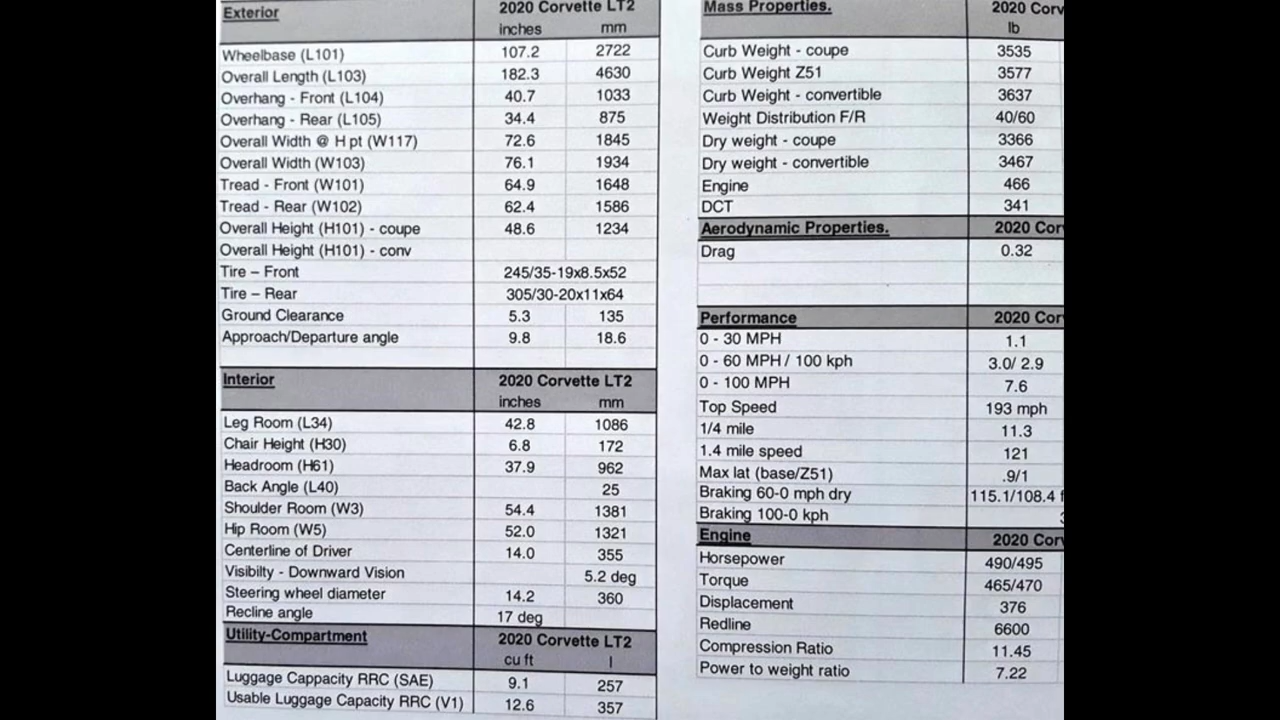 Exterior 2020 Corvette LT2
inches mm
Wheelbase (L101) 107.2 2722
Overall Length (L103) 182.3 4630
Overhang - Front (L104) 40.7 1033
Overhang - Rear (L105) 34.4 875
Overall Width @ H pt (W117) 72.6 1845
Overall Width (W103) 76.1 1934
Tread - Front (W101) 64.9 1648
Tread - Rear (W102) 62.4 1586
Overall Height (H101) - coupe 48.6 1234
Overall Height (H101) - conv
Tire – Front 245/35-19x8.5x52
Tire – Rear 305/30-20x11x64
Ground Clearance 5.3 135
Approach/Departure angle 9.8 18.6
Interior 2020 Corvette LT2
inches mm
Leg Room (L34) 42.8 1086
Chair Height (H30) 6.8 172
Headroom (H61) 37.9 962
Back Angle (L40) 25
Shoulder Room (W3) 54.4 1381
Hip Room (W5) 52.0 1321
Centerline of Driver 14.0 355
Visibilty - Downward Vision 5.2 deg
Steering wheel diameter 14.2 360
Recline angle 17 deg
Utility-Compartment 2020 Corvette LT2
cu ft l
Luggage Cappacity RRC (SAE) 9.1 257
Usable Luggage Capacity RRC (V1) 12.6 357
Mass Properties. 2020 Corv
lb
Curb Weight - coupe 3535
Curb Weight Z51 3577
Curb Weight - convertible 3637
Weight Distribution F/R 40/60
Dry weight - coupe 3366
Dry weight - convertible 3467
Engine 466
DCT 341
Aerodynamic Properties. 2020 Cor
Drag 0.32
Performance 2020 Cor
0 - 30 MPH 1.1
0 - 60 MPH / 100 kph 3.0/ 2.9
0 - 100 MPH 7.6
Top Speed 193 mph
1/4 mile 11.3
1.4 mile speed 121
Max lat (base/Z51) .9/1
Braking 60-0 mph dry 115.1/108.4 f
Braking 100-0 kph
Engine 2020 Corv
Horsepower 490/495
Torque 465/470
Displacement 376
Redline 6600
Compression Ratio 11.45
Power to weight ratio 7.22